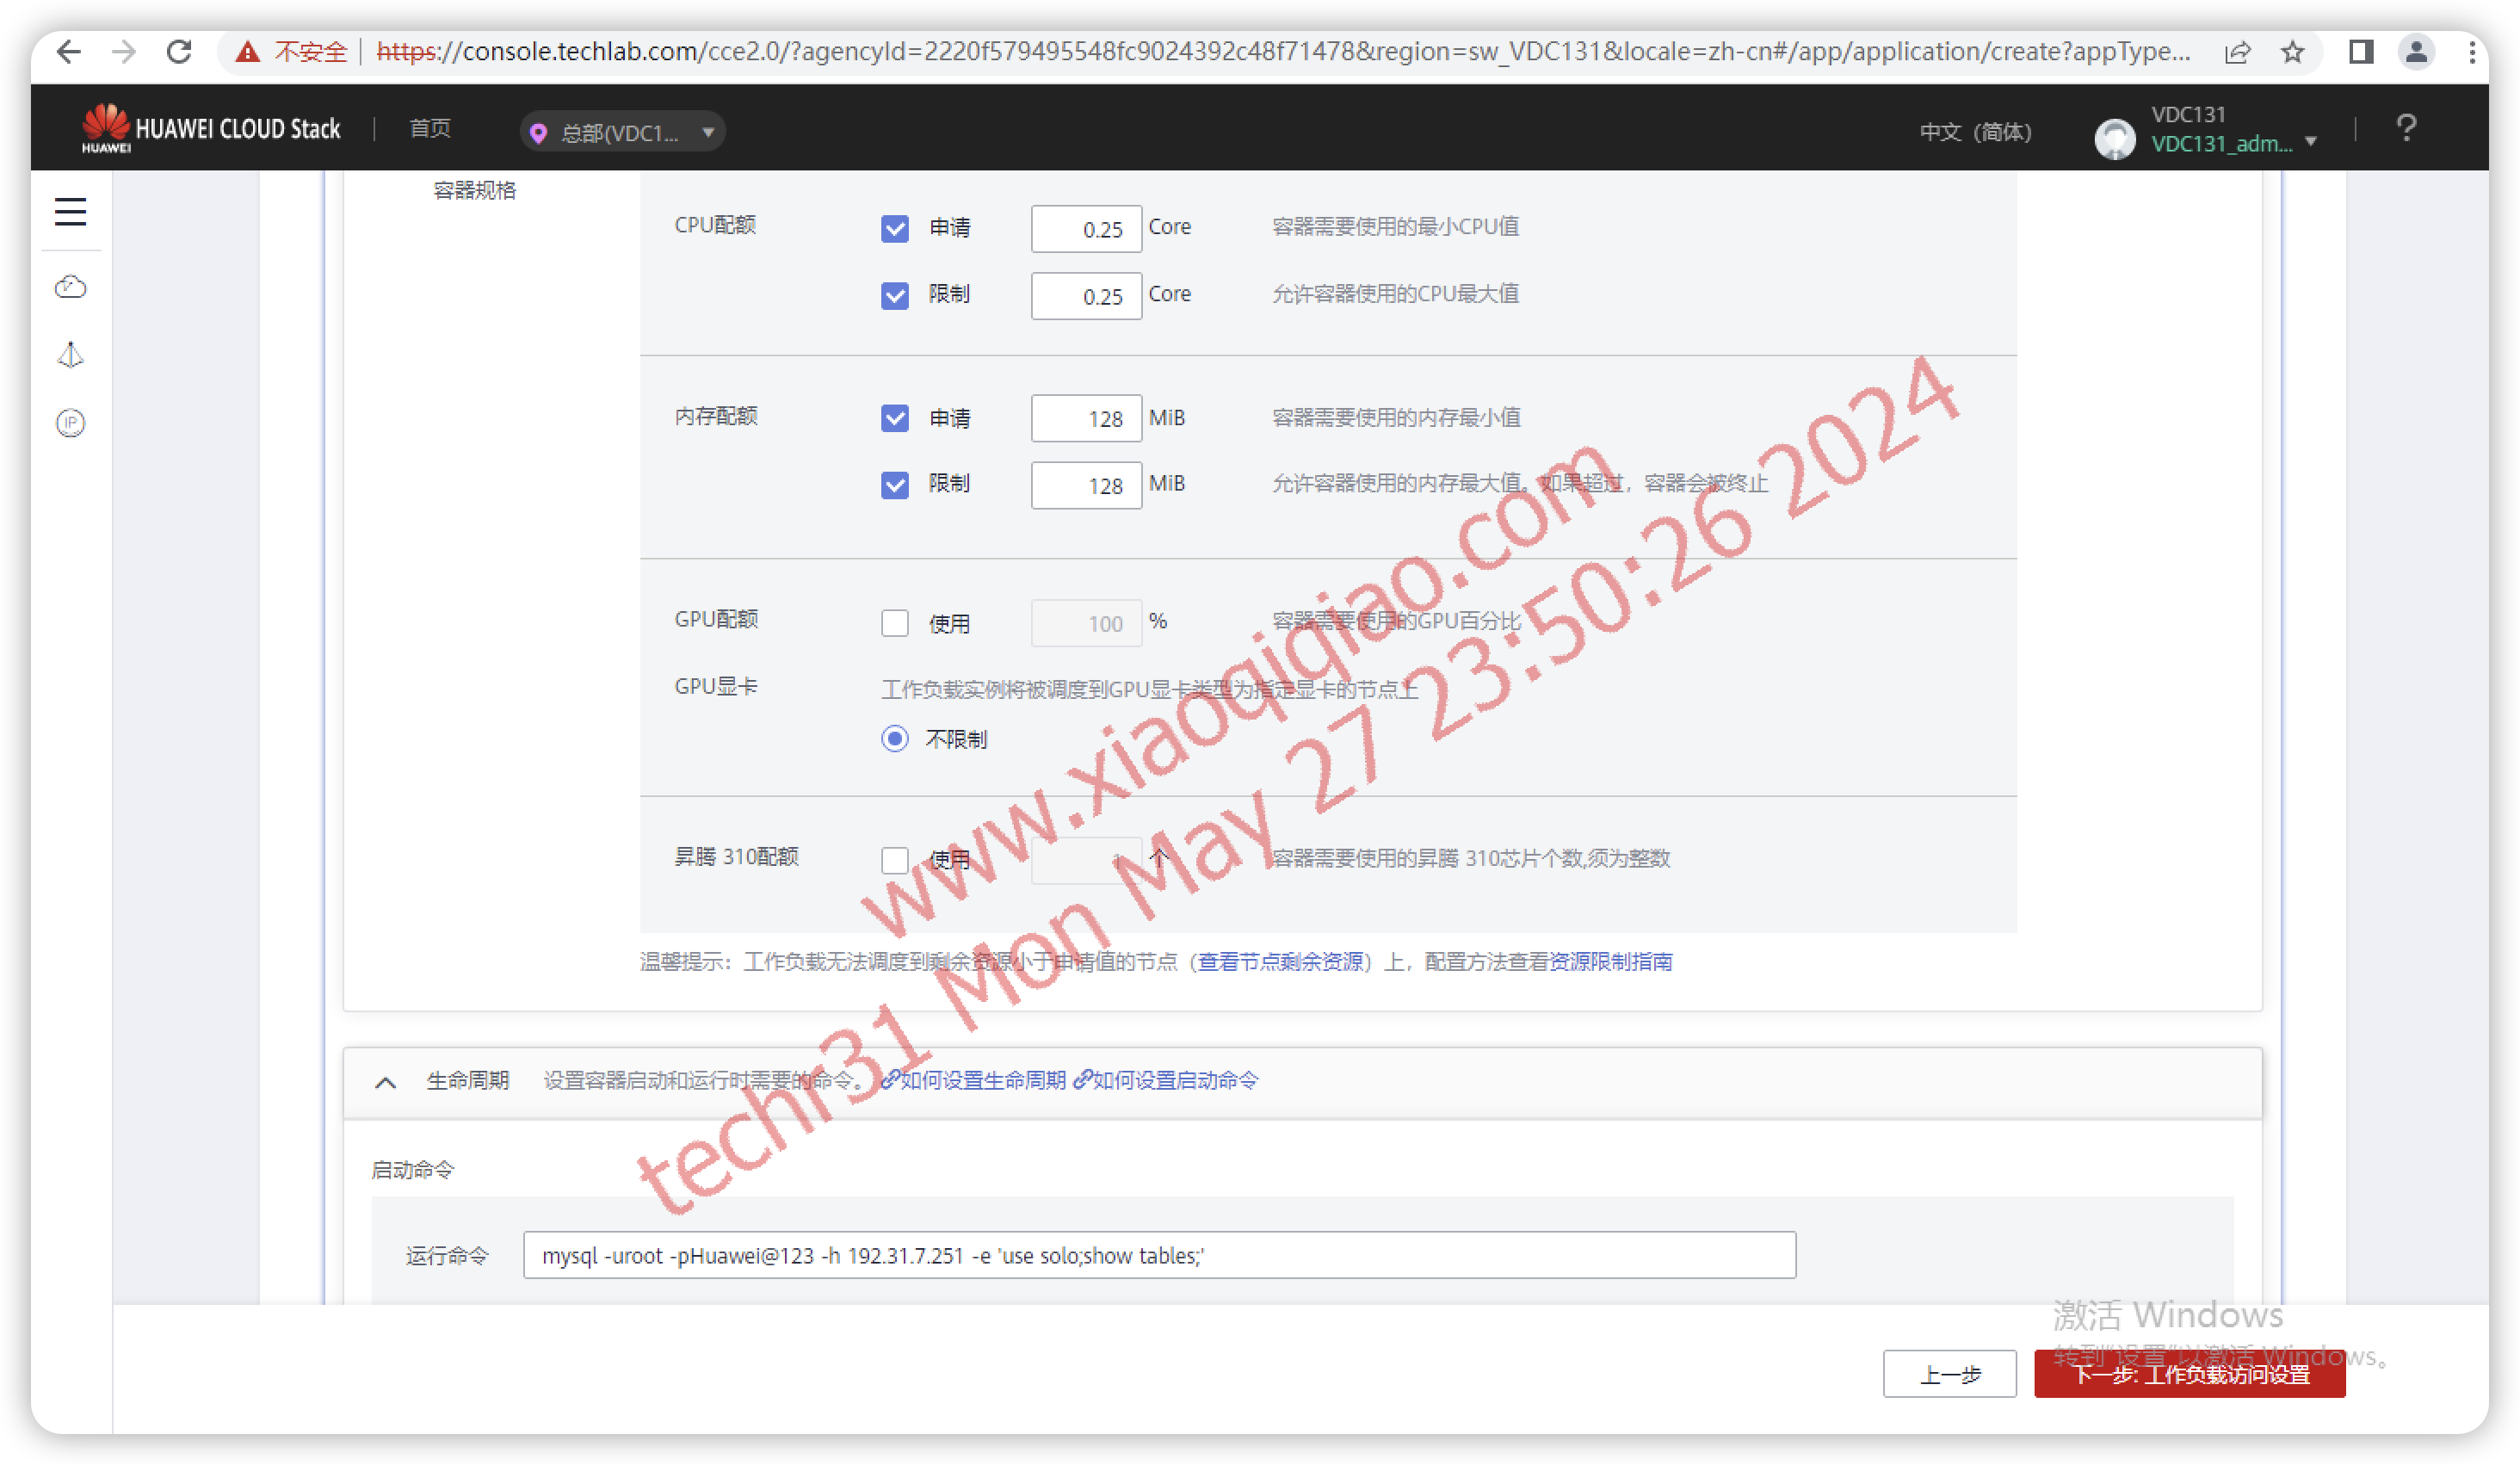 不安全 https://console.techlab.com/cce2.0/?agencyId=2220f579495548fc9024392c48f71478&region=sw_VDC131&locale=zh-cn#/app/application/create?appType...
HUAWEI
HUAWEI CLOUD Stack
首页
总部(VDC1...
中文 (简体)
VDC131
VDC131_adm...
?
容器规格
CPU配额 申请 0.25 Core 容器需要使用的最小CPU值
限制 0.25 Core 允许容器使用的CPU最大值
内存配额 申请 128 MiB 容器需要使用的内存最小值
限制 128 MiB 允许容器使用的内存最大值。如果超过，容器会被终止
GPU配额 使用 100 % 容器需要使用的GPU百分比
GPU显卡 工作负载实例将被调度到GPU显卡类型为指定显卡的节点上
不限制
昇腾 310配额 使用 1 个 容器需要使用的昇腾 310芯片个数,须为整数
温馨提示：工作负载无法调度到剩余资源小于申请值的节点（查看节点剩余资源）上，配置方法查看资源限制指南
生命周期 设置容器启动和运行时需要的命令。 如何设置生命周期 如何设置启动命令
启动命令
运行命令 mysql -uroot -pHuawei@123 -h 192.31.7.251 -e 'use solo;show tables;'
上一步
下一步: 工作负载访问设置
激活 Windows
转到"设置"以激活 Windows。
IP
www.xiaoqiqiao.com
techr31 Mon May 27 23:50:26 2024